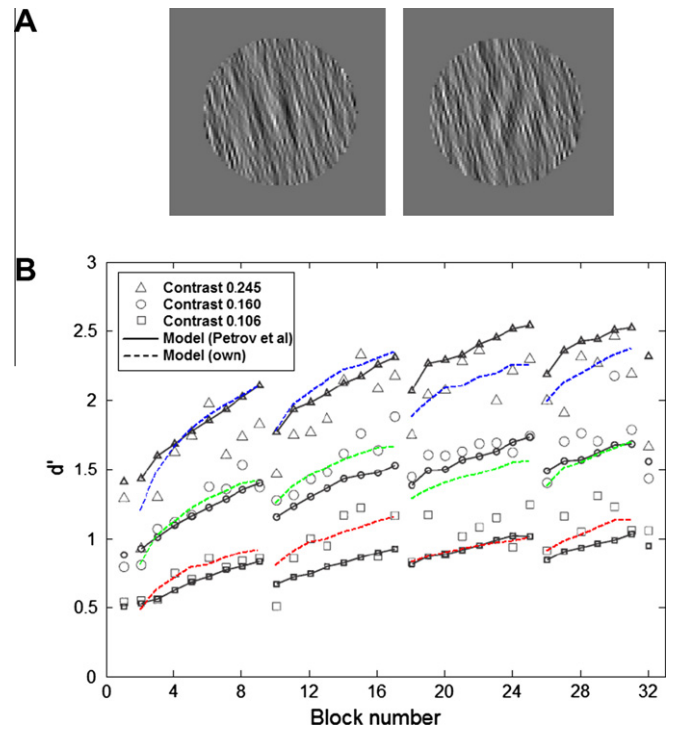 A
B
3
2.5
2
1.5
1
0.5
0
Contrast 0.245
Contrast 0.160
Contrast 0.106
Model (Petrov et al)
Model (own)
d'
0 4 8 12 16 20 24 28 32
Block number